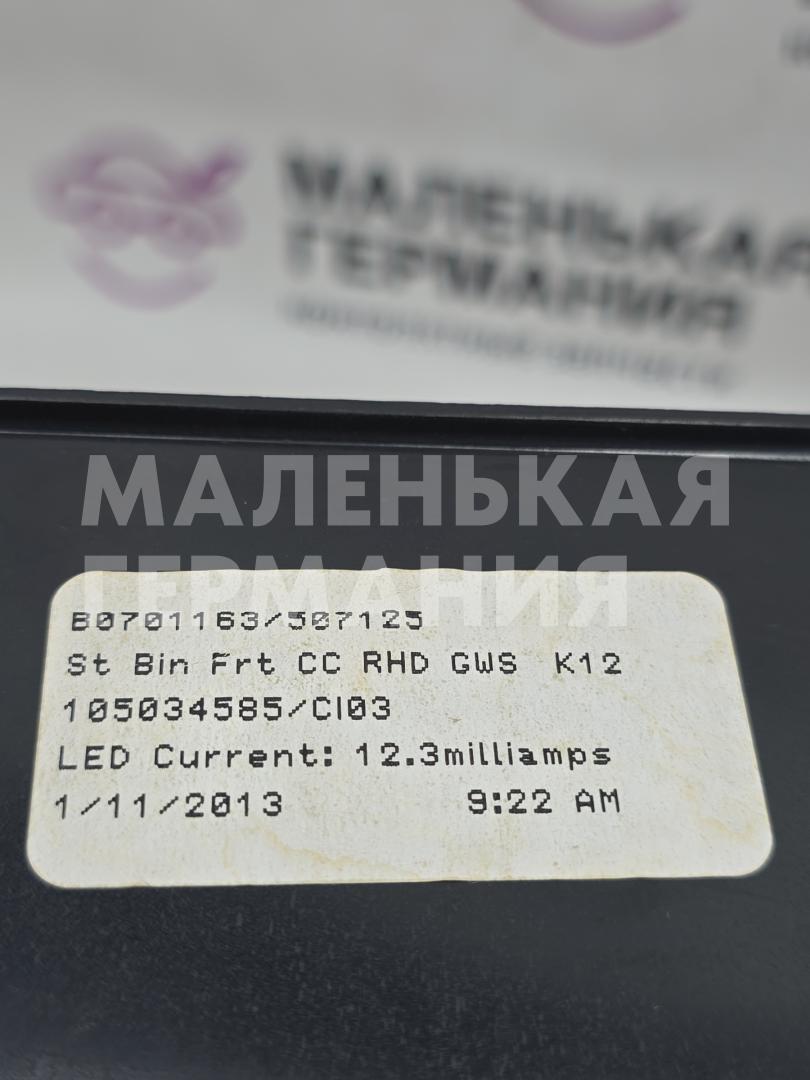 МАЛЕНЬКАЯ
ГЕРМАНИЯ
МАЛЕНЬКАЯ
ГЕРМАНИЯ
B0701163/507125
St Bin Frt CC RHD GWS K12
105034585/CI03
LED Current: 12.3milliamps
1/11/2013 9:22 AM